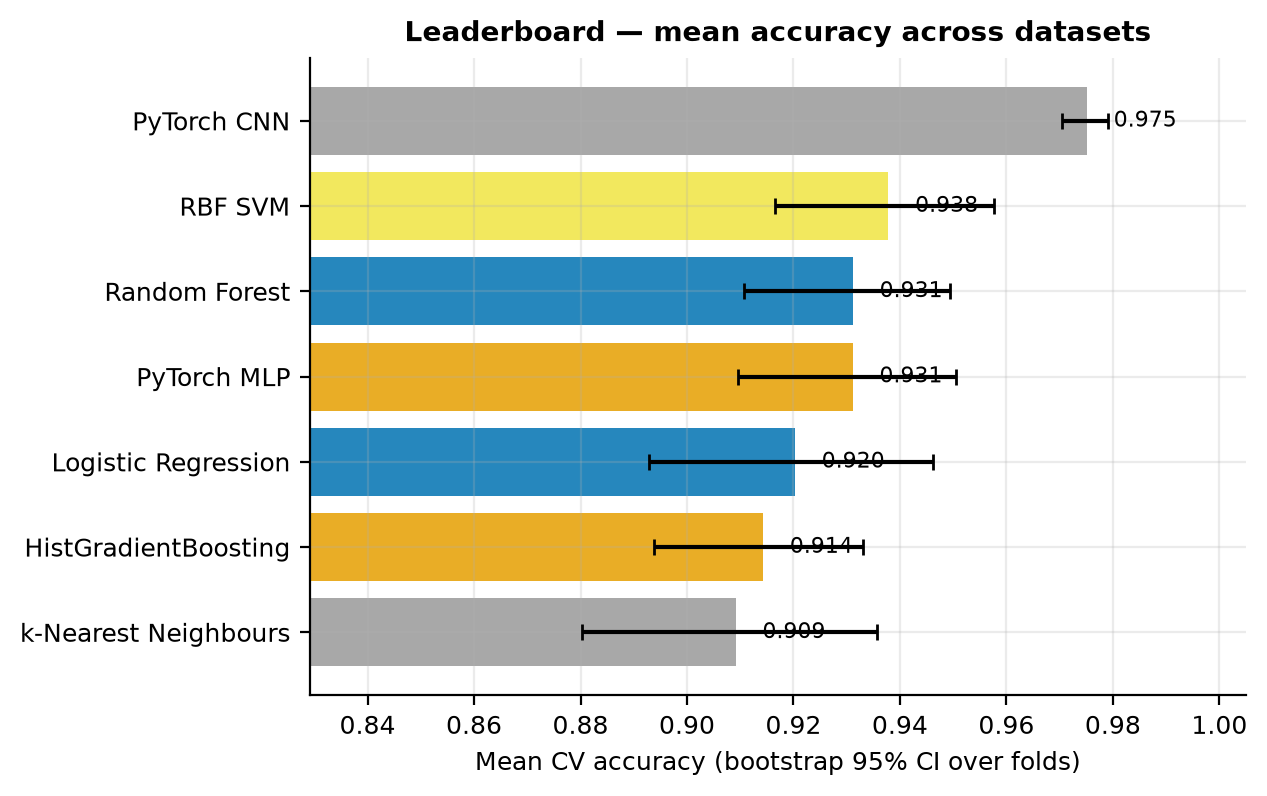 Leaderboard — mean accuracy across datasets
PyTorch CNN
0.975
RBF SVM
0.938
Random Forest
0.931
PyTorch MLP
0.931
Logistic Regression
0.920
HistGradientBoosting
0.914
k-Nearest Neighbours
0.909
0.84 0.86 0.88 0.90 0.92 0.94 0.96 0.98 1.00
Mean CV accuracy (bootstrap 95% CI over folds)